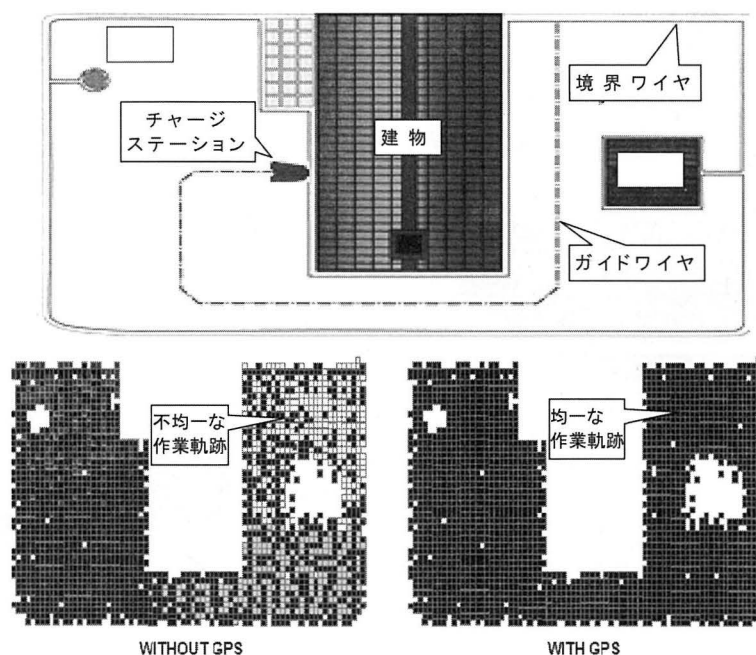 境界ワイヤ
チャージ
ステーション
建物
ガイドワイヤ
不均一な
作業軌跡
均一な
作業軌跡
WITHOUT GPS
WITH GPS